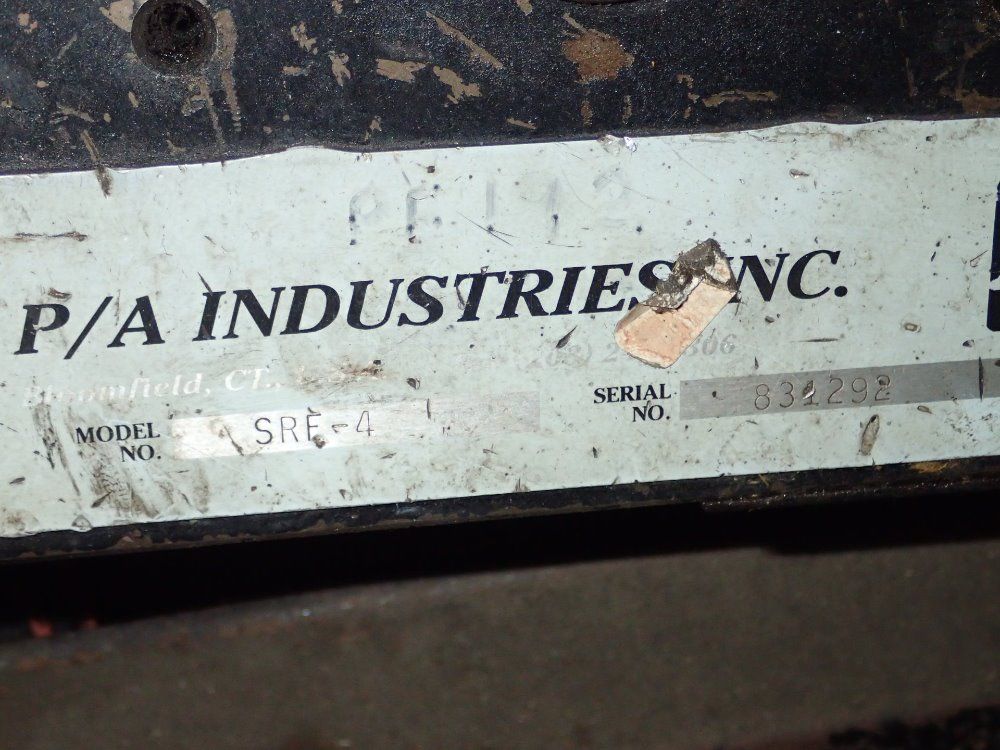 P/A INDUSTRIES INC.
Bloomfield, CT.
MODEL NO. SRF-4
SERIAL NO. 831292